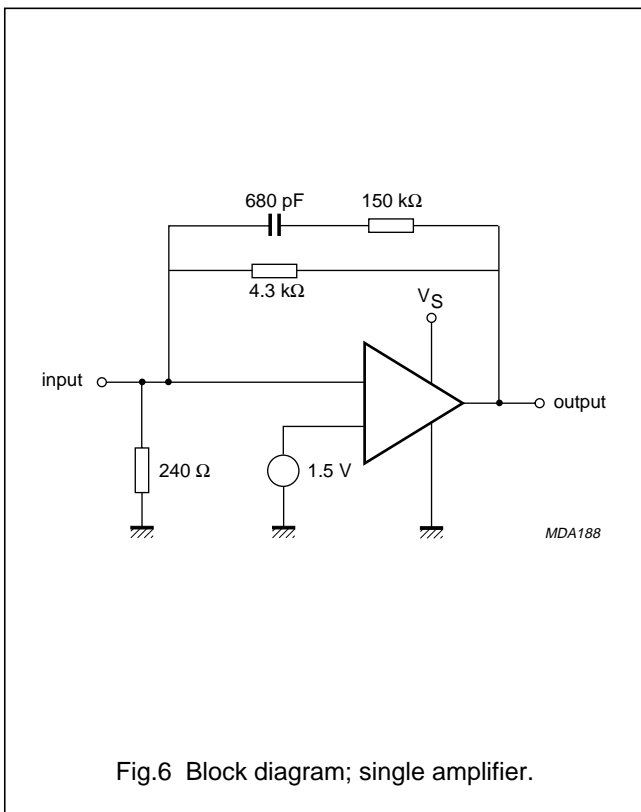 680 pF
150 kΩ
4.3 kΩ
VS
input
output
240 Ω
1.5 V
MDA188
Fig.6 Block diagram; single amplifier.